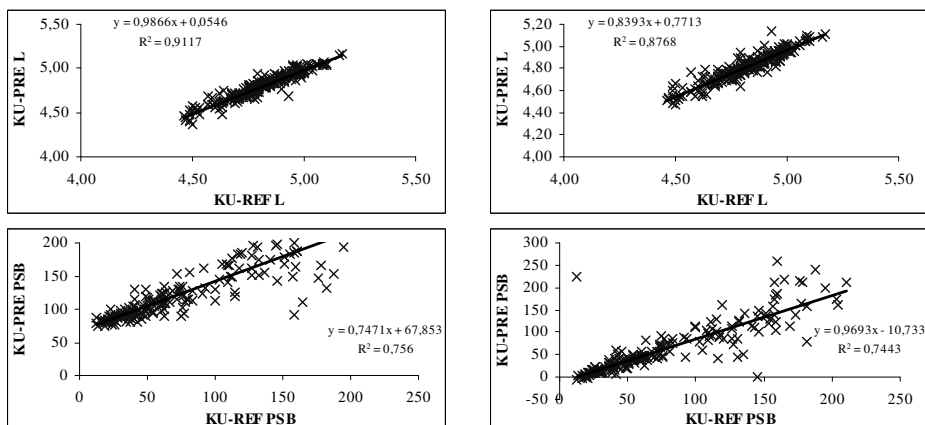 y = 0,9866x + 0,0546
R² = 0,9117
KU-PRE L
5,50
5,00
4,50
4,00
4,00 4,50 5,00 5,50
KU-REF L
y = 0,8393x + 0,7713
R² = 0,8768
KU-PRE L
5,20
5,00
4,80
4,60
4,40
4,20
4,00
4,00 4,50 5,00 5,50
KU-REF L
KU-PRE PSB
200
150
100
50
0
y = 0,7471x + 67,853
R² = 0,756
0 50 100 150 200 250
KU-REF PSB
KU-PRE PSB
300
250
200
150
100
50
0
-50
y = 0,9693x - 10,733
R² = 0,7443
0 50 100 150 200 250
KU-REF PSB